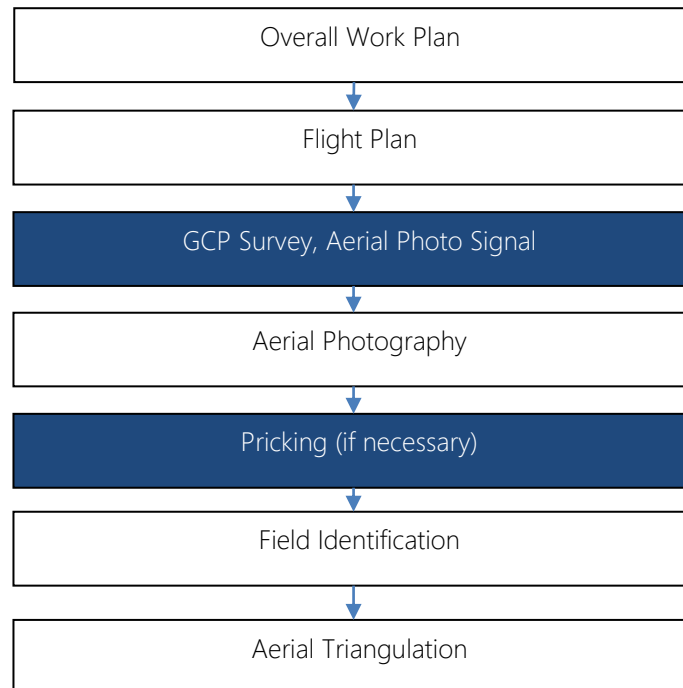 Overall Work Plan
Flight Plan
GCP Survey, Aerial Photo Signal
Aerial Photography
Pricking (if necessary)
Field Identification
Aerial Triangulation